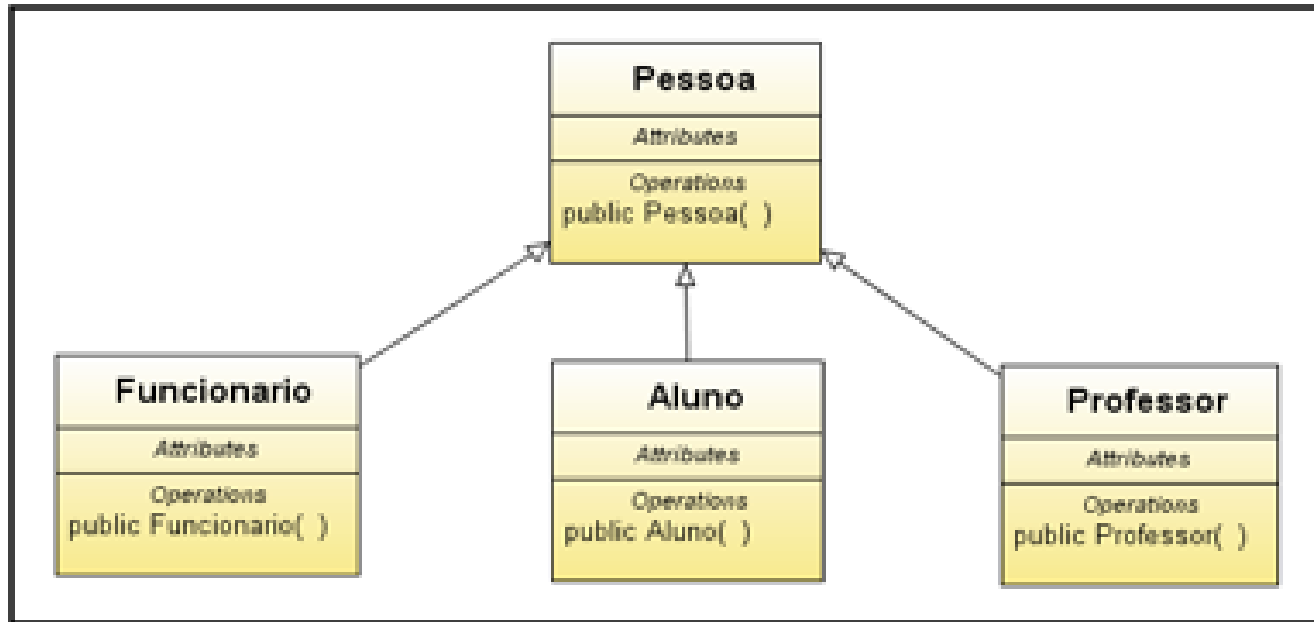 Pessoa
Attributes
Operations
public Pessoa( )
Funcionario
Attributes
Operations
public Funcionario( )
Aluno
Attributes
Operations
public Aluno( )
Professor
Attributes
Operations
public Professor( )